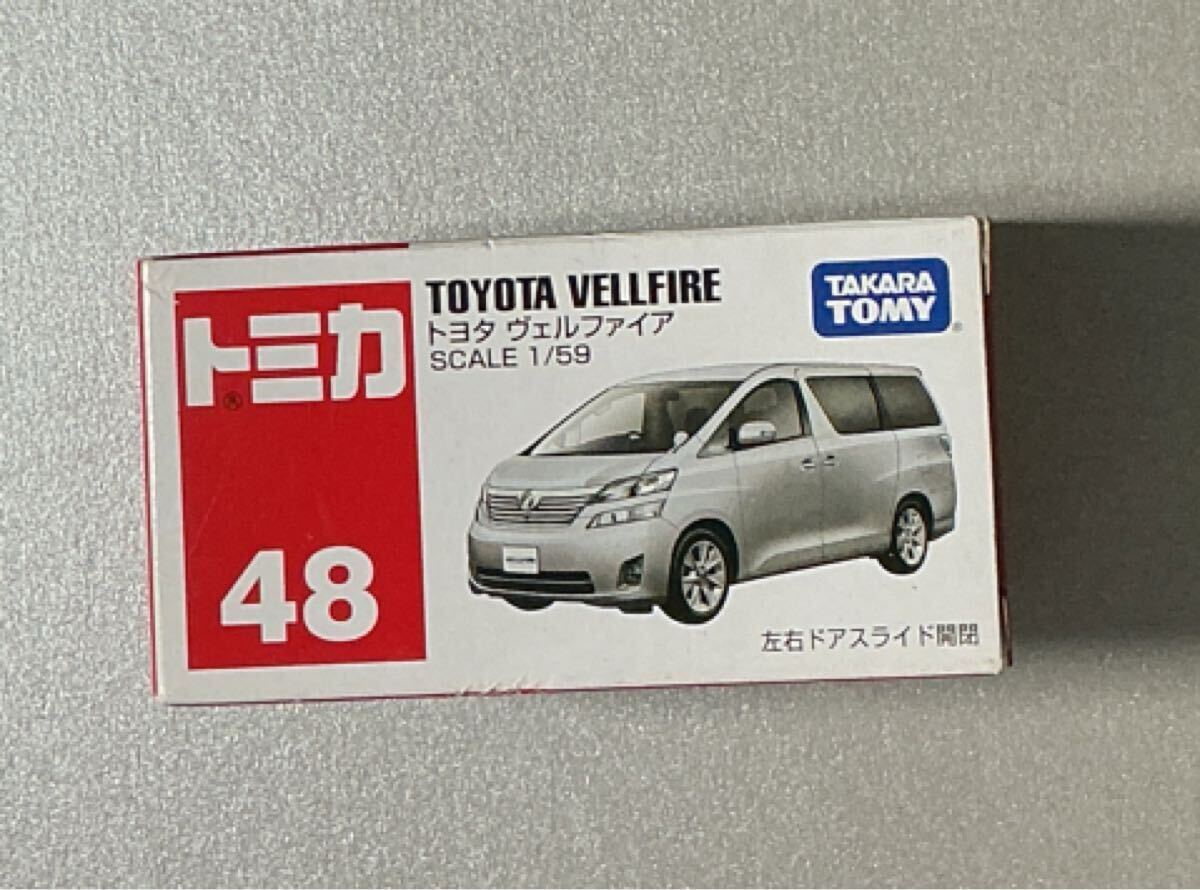 トミカ
®
48
TOYOTA VELLFIRE
トヨタ ヴェルファイア
SCALE 1/59
TAKARA
TOMY
®
左右ドアスライド開閉